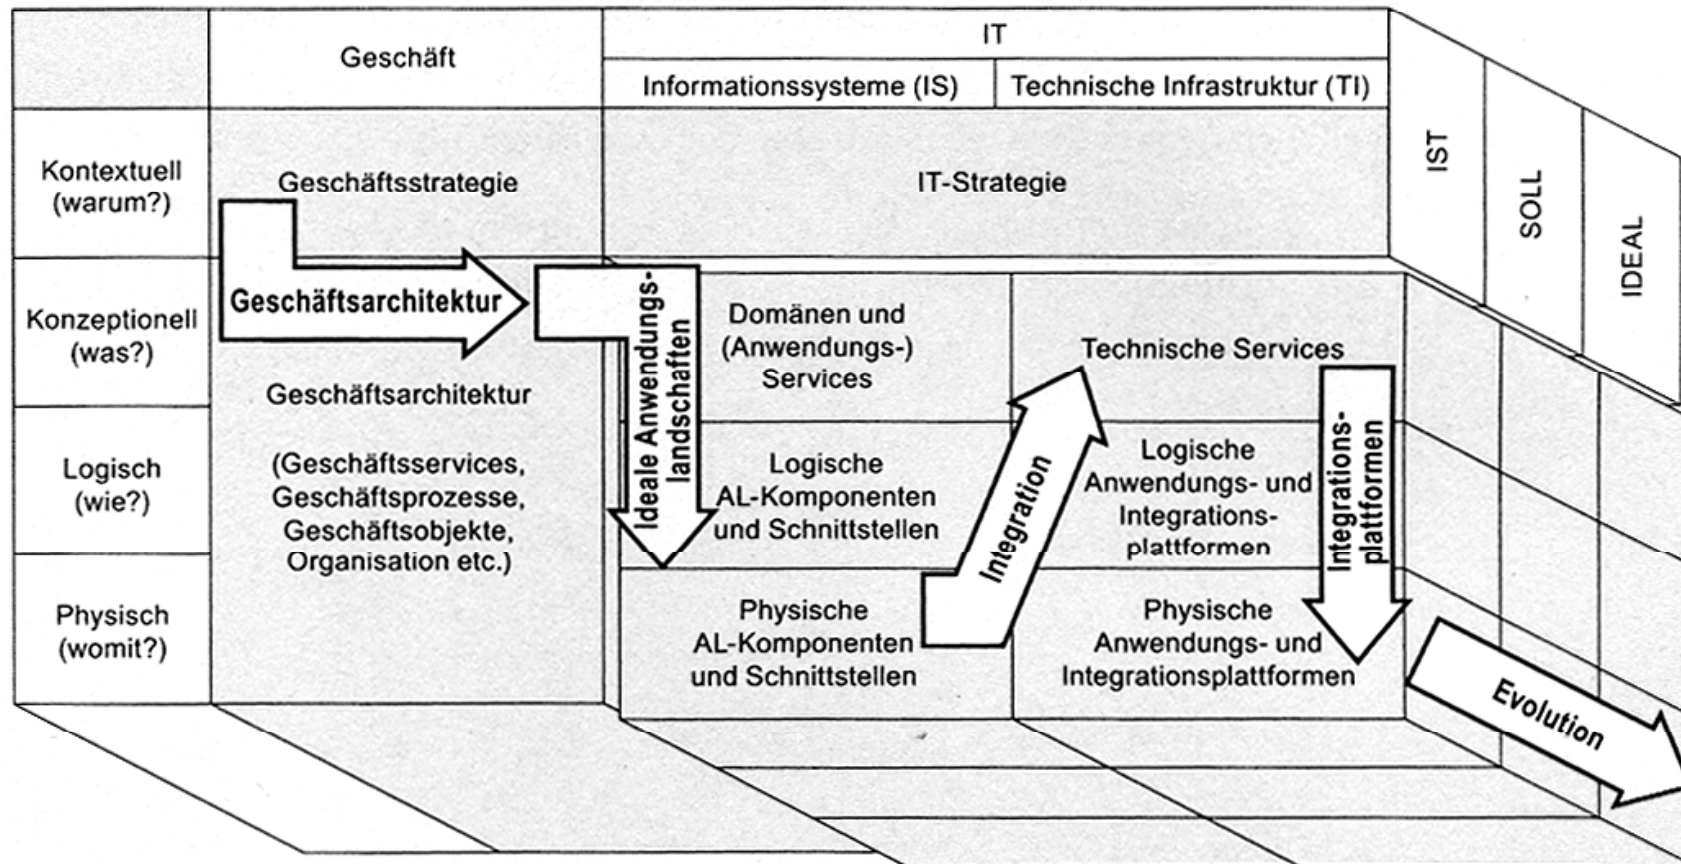 Geschäft
IT
Informationssysteme (IS)
Technische Infrastruktur (TI)
IST
SOLL
IDEAL
Kontextuell
(warum?)
Geschäftsstrategie
IT-Strategie
Konzeptionell
(was?)
Geschäftsarchitektur
Geschäftsarchitektur
(Geschäftsservices,
Geschäftsprozesse,
Geschäftsobjekte,
Organisation etc.)
Ideale Anwendungs-
landschaften
Domänen und
(Anwendungs-)
Services
Technische Services
Logisch
(wie?)
Logische
AL-Komponenten
und Schnittstellen
Integration
Logische
Anwendungs- und
Integrations-
plattformen
Integrations-
plattformen
Physisch
(womit?)
Physische
AL-Komponenten
und Schnittstellen
Physische
Anwendungs- und
Integrationsplattformen
Evolution